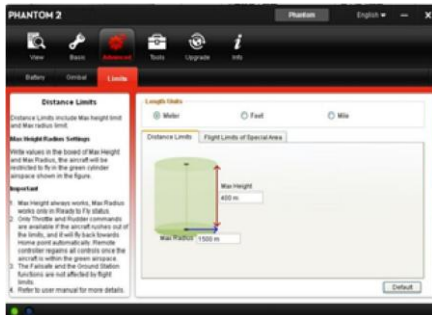 PHANTOM 2
Phantom
English
View
Basic
Advanced
Tools
Upgrade
Info
Battery
Gimbal
Limits
Distance Limits
Distance Limits include Max height limit
and Max radius limit.
Max Height Radius Settings
Write values in the boxed of Max Height
and Max Radius, the aircraft will be
restricted to fly in the green cylinder
airspace shown in the figure.
Important
1. Max Height always works, Max Radius
works only in Ready to Fly status.
2. Only Throttle and Rudder commands
are available if the aircraft rushes out of
the limits, and it will fly back towards
Home point automatically. Remote
controller regains all controls once the
aircraft is within the green airspace.
3. The Failsafe and the Ground Station
functions are not affected by flight
limits.
4. Refer to user manual for more details.
Length Units
Meter
Feet
Mile
Distance Limits
Flight Limits of Special Area
Max Height
400 m
Max Radius 1500 m
Default